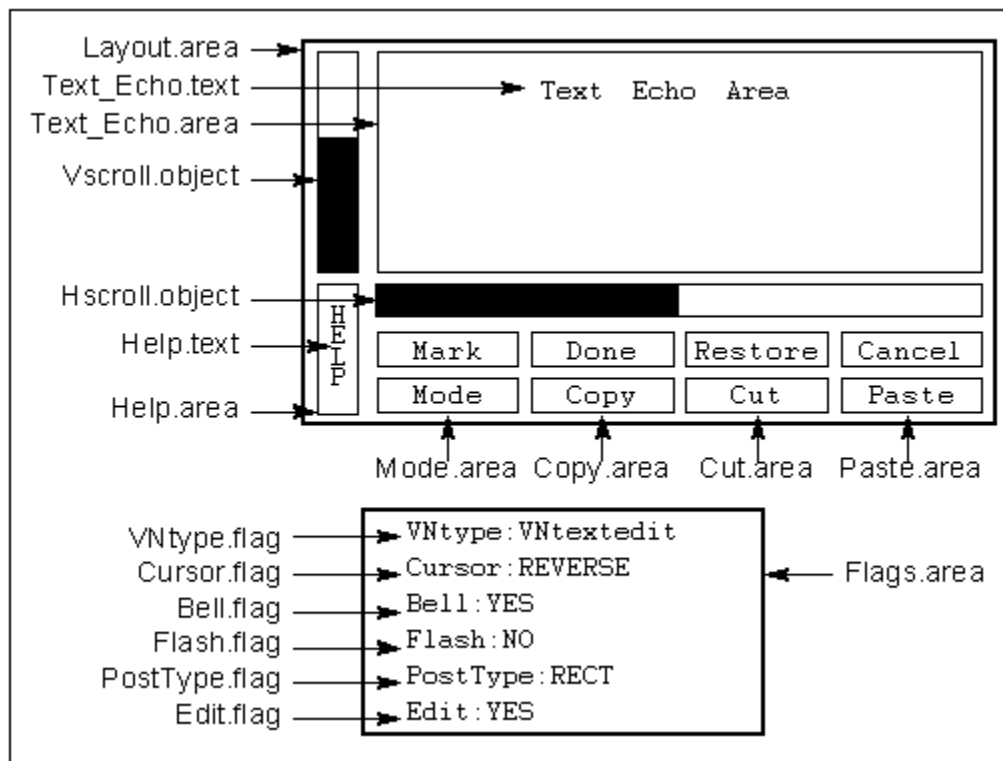 Layout.area
Text_Echo.text
Text Echo Area
Text_Echo.area
Vscroll.object
Hscroll.object
HELP
Help.text
Mark Done Restore Cancel
Help.area
Mode Copy Cut Paste
Mode.area Copy.area Cut.area Paste.area
VNtype.flag VNtype:VNtextedit
Cursor.flag Cursor:REVERSE Flags.area
Bell.flag Bell:YES
Flash.flag Flash:NO
PostType.flag PostType:RECT
Edit.flag Edit:YES